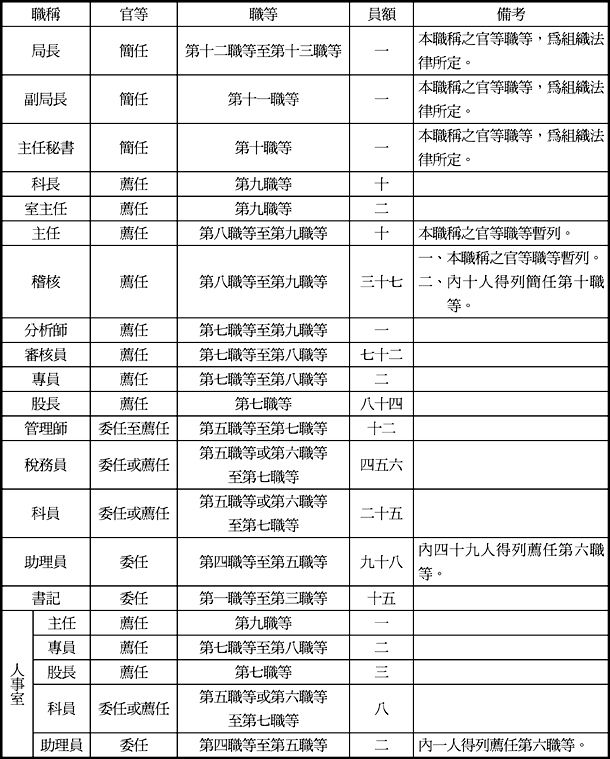 職稱 官等 職等 員額 備考
局長 簡任 第十二職等至第十三職等 一 本職稱之官等職等，爲組織法
律所定。
副局長 簡任 第十一職等 一 本職稱之官等職等，爲組織法
律所定。
主任秘書 簡任 第十職等 一 本職稱之官等職等，爲組織法
律所定。
科長 薦任 第九職等 十
室主任 薦任 第九職等 二
主任 薦任 第八職等至第九職等 十 本職稱之官等職等暫列。
稽核 薦任 第八職等至第九職等 三十七 一、本職稱之官等職等暫列。
二、內十人得列簡任第十職
等。
分析師 薦任 第七職等至第九職等 一
審核員 薦任 第七職等至第八職等 七十二
專員 薦任 第七職等至第八職等 二
股長 薦任 第七職等 八十四
管理師 委任至薦任 第五職等至第七職等 十二
稅務員 委任或薦任 第五職等或第六職等
至第七職等 四五六
科員 委任或薦任 第五職等或第六職等
至第七職等 二十五
助理員 委任 第四職等至第五職等 九十八 內四十九人得列薦任第六職
等。
書記 委任 第一職等至第三職等 十五
人事室
主任 薦任 第九職等 一
專員 薦任 第七職等至第八職等 二
股長 薦任 第七職等 三
科員 委任或薦任 第五職等或第六職等
至第七職等 八
助理員 委任 第四職等至第五職等 二 內一人得列薦任第六職等。